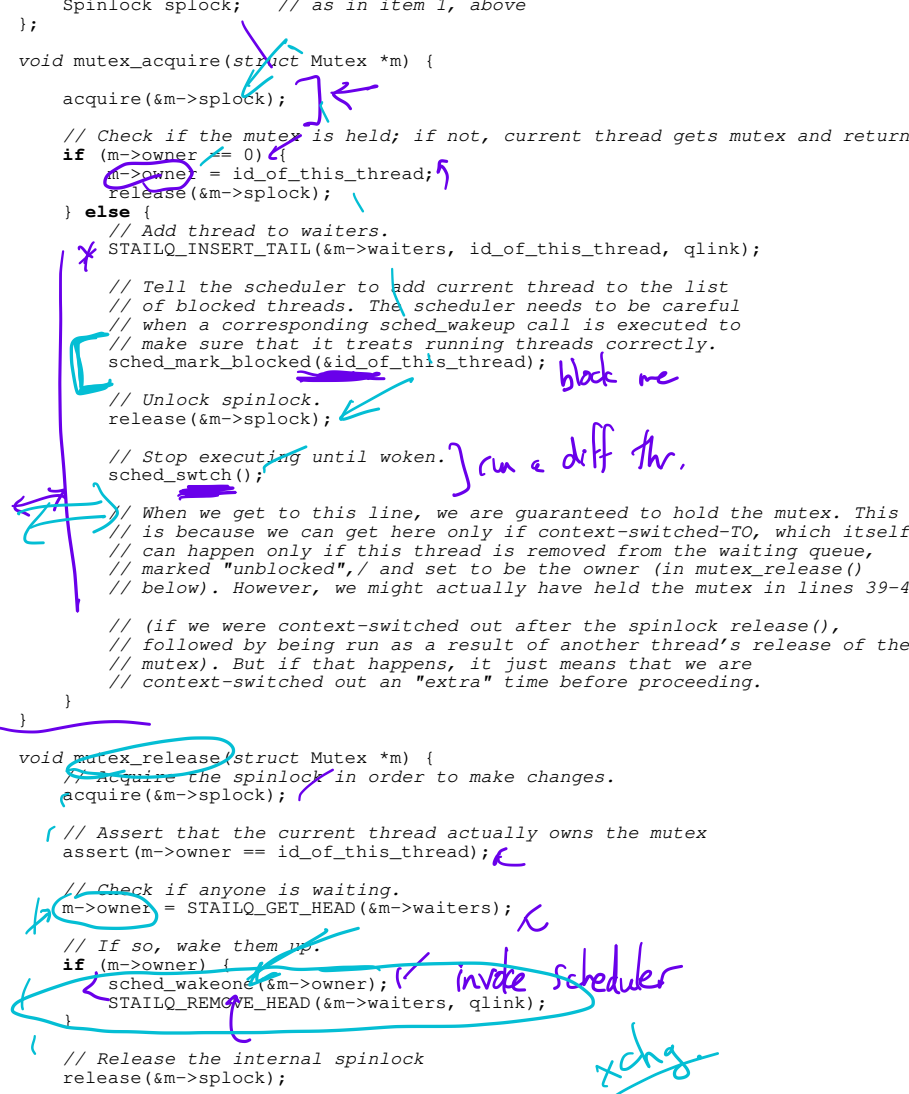 Spinlock splock;   // as in item 1, above
};
void mutex_acquire(struct Mutex *m) {
acquire(&m->splock);
// Check if the mutex is held; if not, current thread gets mutex and return
if (m->owner == 0) {
m->owner = id_of_this_thread;
release(&m->splock);
} else {
// Add thread to waiters.
* STAILQ_INSERT_TAIL(&m->waiters, id_of_this_thread, qlink);
// Tell the scheduler to add current thread to the list
// of blocked threads. The scheduler needs to be careful
// when a corresponding sched_wakeup call is executed to
// make sure that it treats running threads correctly.
sched_mark_blocked(&id_of_this_thread);
block me
// Unlock spinlock.
release(&m->splock);
// Stop executing until woken.
sched_swtch();
} run a diff thr.
// When we get to this line, we are guaranteed to hold the mutex. This
// is because we can get here only if context-switched-TO, which itself
// can happen only if this thread is removed from the waiting queue,
// marked "unblocked",/ and set to be the owner (in mutex_release()
// below). However, we might actually have held the mutex in lines 39-4
// (if we were context-switched out after the spinlock release(),
// followed by being run as a result of another thread's release of the
// mutex). But if that happens, it just means that we are
// context-switched out an "extra" time before proceeding.
}
}
void mutex_release(struct Mutex *m) {
// Acquire the spinlock in order to make changes.
acquire(&m->splock);
// Assert that the current thread actually owns the mutex
assert(m->owner == id_of_this_thread);
// Check if anyone is waiting.
m->owner = STAILQ_GET_HEAD(&m->waiters);
// If so, wake them up.
if (m->owner) {
sched_wakeone(&m->owner);
invoke scheduler
STAILQ_REMOVE_HEAD(&m->waiters, qlink);
}
// Release the internal spinlock
release(&m->splock);
xchg